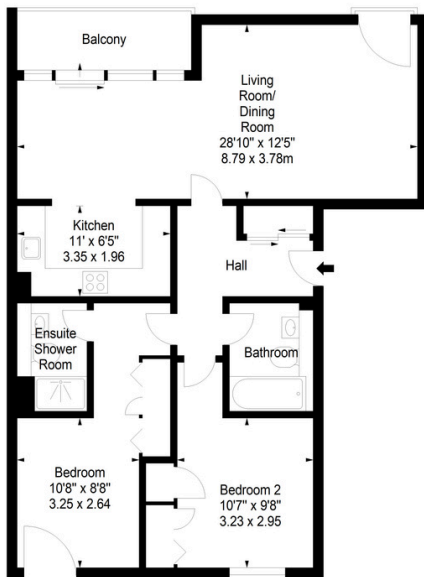 Balcony
Living
Room/
Dining
Room
28'10" x 12'5"
8.79 x 3.78m
Kitchen
11' x 6'5"
3.35 x 1.96
Hall
Ensuite
Shower
Room
Bathroom
Bedroom
10'8" x 8'8"
3.25 x 2.64
Bedroom 2
10'7" x 9'8"
3.23 x 2.95